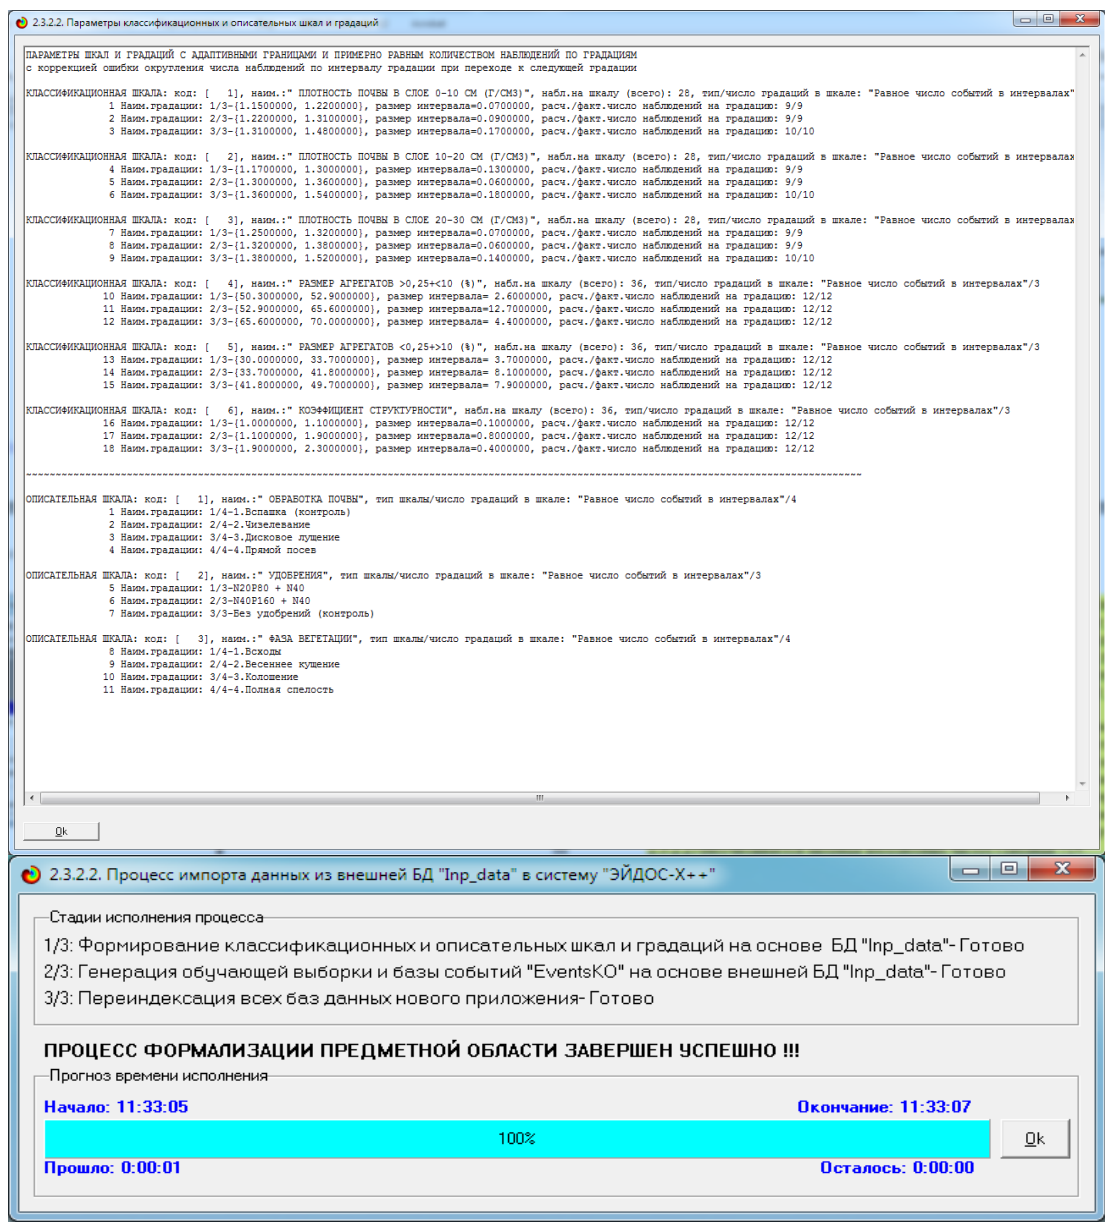 2.3.2.2. Параметры классификационных и описательных шкал и градаций
ПАРАМЕТРЫ ШКАЛ И ГРАДАЦИЙ С АДАПТИВНЫМИ ГРАНИЦАМИ И ПРИМЕРНО РАВНЫМ КОЛИЧЕСТВОМ НАБЛЮДЕНИЙ ПО ГРАДАЦИЯМ
с коррекцией ошибки округления числа наблюдений по интервалу градации при переходе к следующей градации
КЛАССИФИКАЦИОННАЯ ШКАЛА: код: [ 1], наим.:" ПЛОТНОСТЬ ПОЧВЫ В СЛОЕ 0-10 СМ (Г/СМ3)", набл.на шкалу (всего): 28, тип/число градаций в шкале: "Равное число событий в интервалах"
1 Наим.градации: 1/3-{1.1500000, 1.2200000}, размер интервала=0.0700000, расч./факт.число наблюдений на градацию: 9/9
2 Наим.градации: 2/3-{1.2200000, 1.3100000}, размер интервала=0.0900000, расч./факт.число наблюдений на градацию: 9/9
3 Наим.градации: 3/3-{1.3100000, 1.4800000}, размер интервала=0.1700000, расч./факт.число наблюдений на градацию: 10/10
КЛАССИФИКАЦИОННАЯ ШКАЛА: код: [ 2], наим.:" ПЛОТНОСТЬ ПОЧВЫ В СЛОЕ 10-20 СМ (Г/СМ3)", набл.на шкалу (всего): 28, тип/число градаций в шкале: "Равное число событий в интервалах
4 Наим.градации: 1/3-{1.1700000, 1.3000000}, размер интервала=0.1300000, расч./факт.число наблюдений на градацию: 9/9
5 Наим.градации: 2/3-{1.3000000, 1.3600000}, размер интервала=0.0600000, расч./факт.число наблюдений на градацию: 9/9
6 Наим.градации: 3/3-{1.3600000, 1.5400000}, размер интервала=0.1800000, расч./факт.число наблюдений на градацию: 10/10
КЛАССИФИКАЦИОННАЯ ШКАЛА: код: [ 3], наим.:" ПЛОТНОСТЬ ПОЧВЫ В СЛОЕ 20-30 СМ (Г/СМ3)", набл.на шкалу (всего): 28, тип/число градаций в шкале: "Равное число событий в интервалах
7 Наим.градации: 1/3-{1.2500000, 1.3200000}, размер интервала=0.0700000, расч./факт.число наблюдений на градацию: 9/9
8 Наим.градации: 2/3-{1.3200000, 1.3800000}, размер интервала=0.0600000, расч./факт.число наблюдений на градацию: 9/9
9 Наим.градации: 3/3-{1.3800000, 1.5200000}, размер интервала=0.1400000, расч./факт.число наблюдений на градацию: 10/10
КЛАССИФИКАЦИОННАЯ ШКАЛА: код: [ 4], наим.:" РАЗМЕР АГРЕГАТОВ >0,25+<10 (%)", набл.на шкалу (всего): 36, тип/число градаций в шкале: "Равное число событий в интервалах"/3
10 Наим.градации: 1/3-{50.3000000, 52.9000000}, размер интервала= 2.6000000, расч./факт.число наблюдений на градацию: 12/12
11 Наим.градации: 2/3-{52.9000000, 65.6000000}, размер интервала=12.7000000, расч./факт.число наблюдений на градацию: 12/12
12 Наим.градации: 3/3-{65.6000000, 70.0000000}, размер интервала= 4.4000000, расч./факт.число наблюдений на градацию: 12/12
КЛАССИФИКАЦИОННАЯ ШКАЛА: код: [ 5], наим.:" РАЗМЕР АГРЕГАТОВ <0,25+>10 (%)", набл.на шкалу (всего): 36, тип/число градаций в шкале: "Равное число событий в интервалах"/3
13 Наим.градации: 1/3-{30.0000000, 33.7000000}, размер интервала= 3.7000000, расч./факт.число наблюдений на градацию: 12/12
14 Наим.градации: 2/3-{33.7000000, 41.8000000}, размер интервала= 8.1000000, расч./факт.число наблюдений на градацию: 12/12
15 Наим.градации: 3/3-{41.8000000, 49.7000000}, размер интервала= 7.9000000, расч./факт.число наблюдений на градацию: 12/12
КЛАССИФИКАЦИОННАЯ ШКАЛА: код: [ 6], наим.:" КОЭФФИЦИЕНТ СТРУКТУРНОСТИ", набл.на шкалу (всего): 36, тип/число градаций в шкале: "Равное число событий в интервалах"/3
16 Наим.градации: 1/3-{1.0000000, 1.1000000}, размер интервала=0.1000000, расч./факт.число наблюдений на градацию: 12/12
17 Наим.градации: 2/3-{1.1000000, 1.9000000}, размер интервала=0.8000000, расч./факт.число наблюдений на градацию: 12/12
18 Наим.градации: 3/3-{1.9000000, 2.3000000}, размер интервала=0.4000000, расч./факт.число наблюдений на градацию: 12/12
ОПИСАТЕЛЬНАЯ ШКАЛА: код: [ 1], наим.:" ОБРАБОТКА ПОЧВЫ", тип шкалы/число градаций в шкале: "Равное число событий в интервалах"/4
1 Наим.градации: 1/4-1.Вспашка (контроль)
2 Наим.градации: 2/4-2.Чизелевание
3 Наим.градации: 3/4-3.Дисковое лущение
4 Наим.градации: 4/4-4.Прямой посев
ОПИСАТЕЛЬНАЯ ШКАЛА: код: [ 2], наим.:" УДОБРЕНИЯ", тип шкалы/число градаций в шкале: "Равное число событий в интервалах"/3
5 Наим.градации: 1/3-N20P80 + N40
6 Наим.градации: 2/3-N40P160 + N40
7 Наим.градации: 3/3-Без удобрений (контроль)
ОПИСАТЕЛЬНАЯ ШКАЛА: код: [ 3], наим.:" ФАЗА ВЕГЕТАЦИИ", тип шкалы/число градаций в шкале: "Равное число событий в интервалах"/4
8 Наим.градации: 1/4-1.Всходы
9 Наим.градации: 2/4-2.Весеннее кущение
10 Наим.градации: 3/4-3.Колошение
11 Наим.градации: 4/4-4.Полная спелость
Ok
2.3.2.2. Процесс импорта данных из внешней БД "Inp_data" в систему "ЭЙДОС-X++"
Стадии исполнения процесса
1/3: Формирование классификационных и описательных шкал и градаций на основе БД "Inp_data"- Готово
2/3: Генерация обучающей выборки и базы событий "EventsKO" на основе внешней БД "Inp_data"- Готово
3/3: Переиндексация всех баз данных нового приложения- Готово
ПРОЦЕСС ФОРМАЛИЗАЦИИ ПРЕДМЕТНОЙ ОБЛАСТИ ЗАВЕРШЕН УСПЕШНО !!!
Прогноз времени исполнения
Начало: 11:33:05 Окончание: 11:33:07
100% Ok
Прошло: 0:00:01 Осталось: 0:00:00